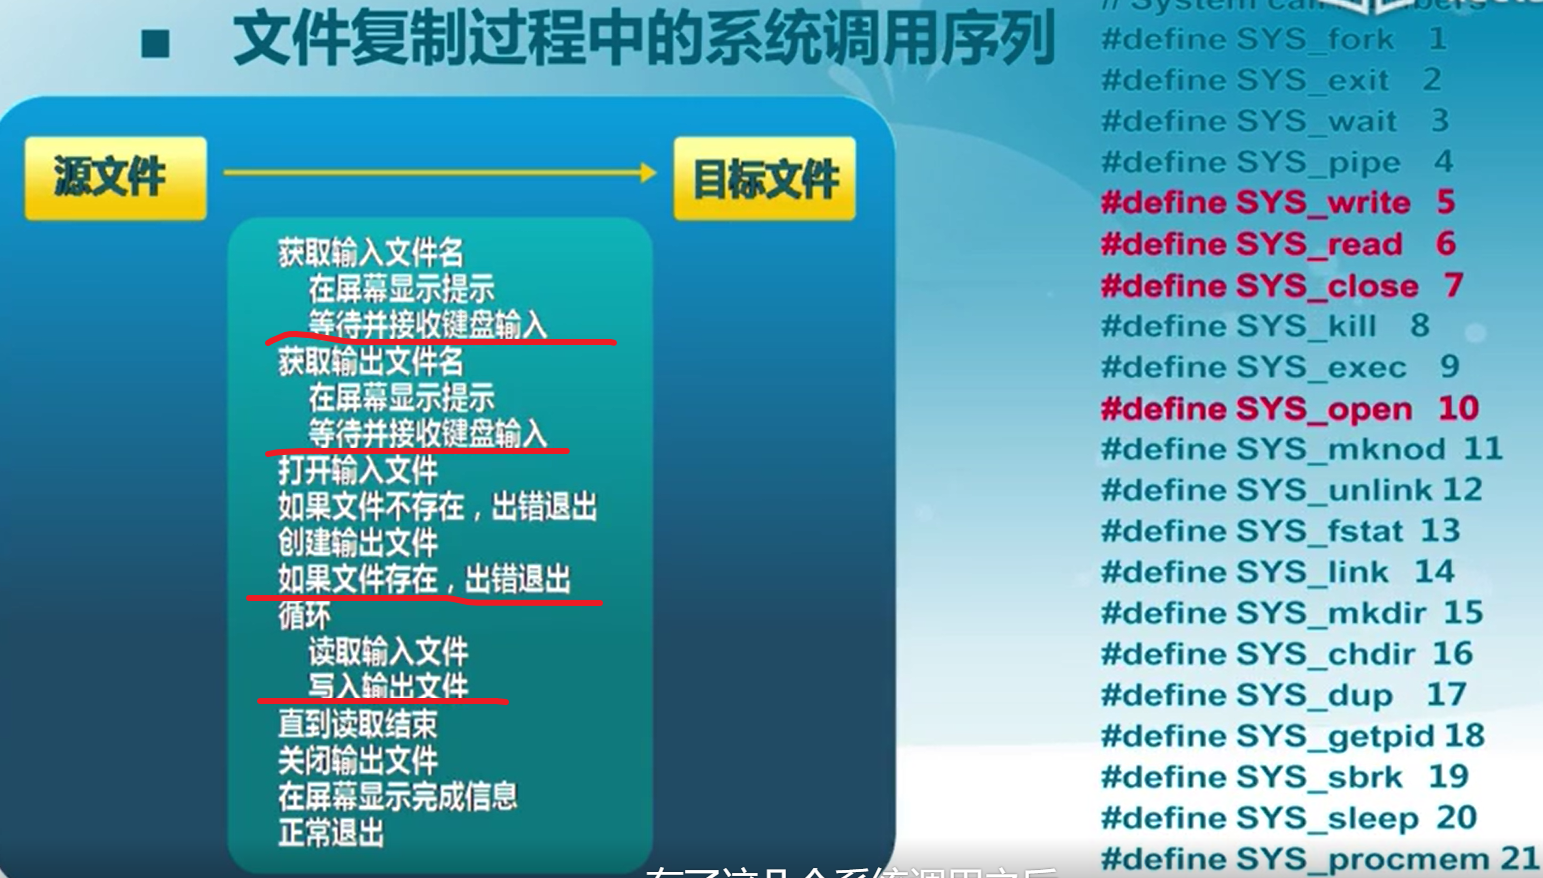 ■ 文件复制过程中的系统调用序列
源文件
目标文件
获取输入文件名
在屏幕显示提示
等待并接收键盘输入
获取输出文件名
在屏幕显示提示
等待并接收键盘输入
打开输入文件
如果文件不存在，出错退出
创建输出文件
如果文件存在，出错退出
循环
读取输入文件
写入输出文件
直到读取结束
关闭输出文件
在屏幕显示完成信息
正常退出
// System call numbers
#define SYS_fork 1
#define SYS_exit 2
#define SYS_wait 3
#define SYS_pipe 4
#define SYS_write 5
#define SYS_read 6
#define SYS_close 7
#define SYS_kill 8
#define SYS_exec 9
#define SYS_open 10
#define SYS_mknod 11
#define SYS_unlink 12
#define SYS_fstat 13
#define SYS_link 14
#define SYS_mkdir 15
#define SYS_chdir 16
#define SYS_dup 17
#define SYS_getpid 18
#define SYS_sbrk 19
#define SYS_sleep 20
#define SYS_procmem 21
有了这几个系统调用之后